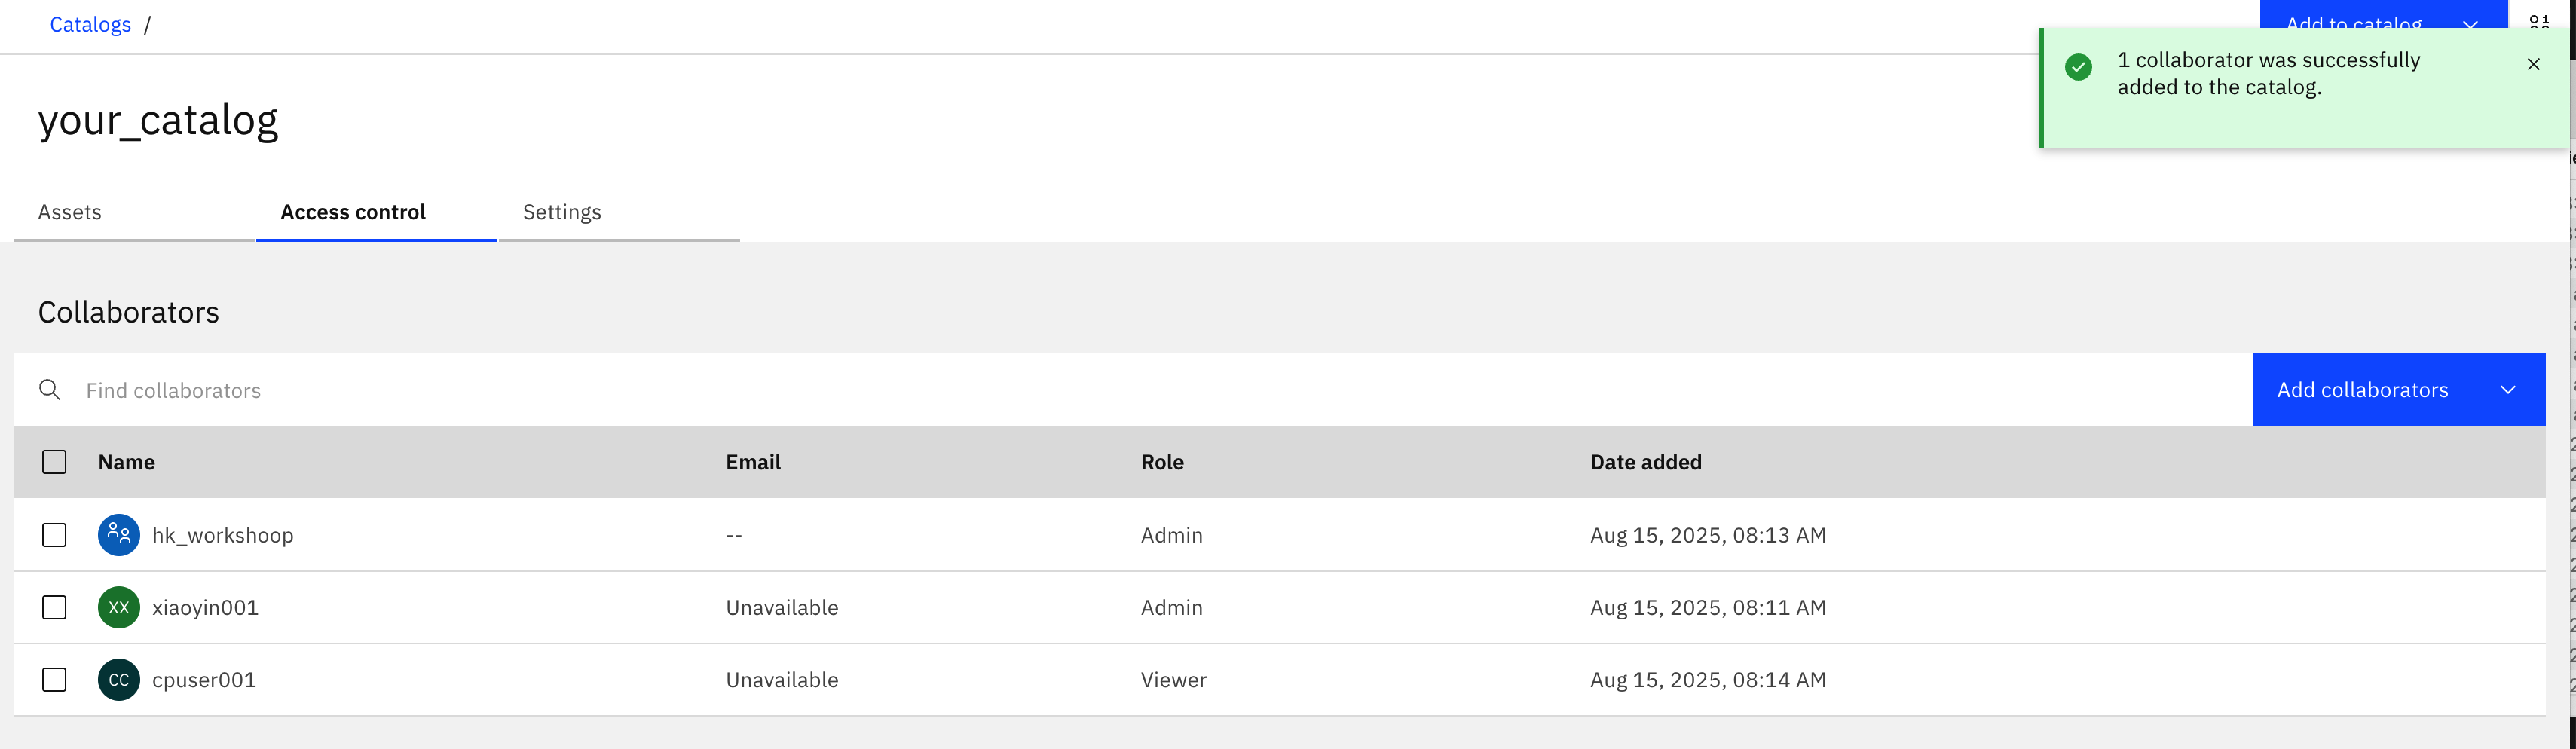 Catalogs /
Add to catalog
1 collaborator was successfully
added to the catalog.
your_catalog
Assets
Access control
Settings
Collaborators
Find collaborators
Add collaborators
Name Email Role Date added
hk_workshoop -- Admin Aug 15, 2025, 08:13 AM
XX xiaoyin001 Unavailable Admin Aug 15, 2025, 08:11 AM
CC cpuser001 Unavailable Viewer Aug 15, 2025, 08:14 AM